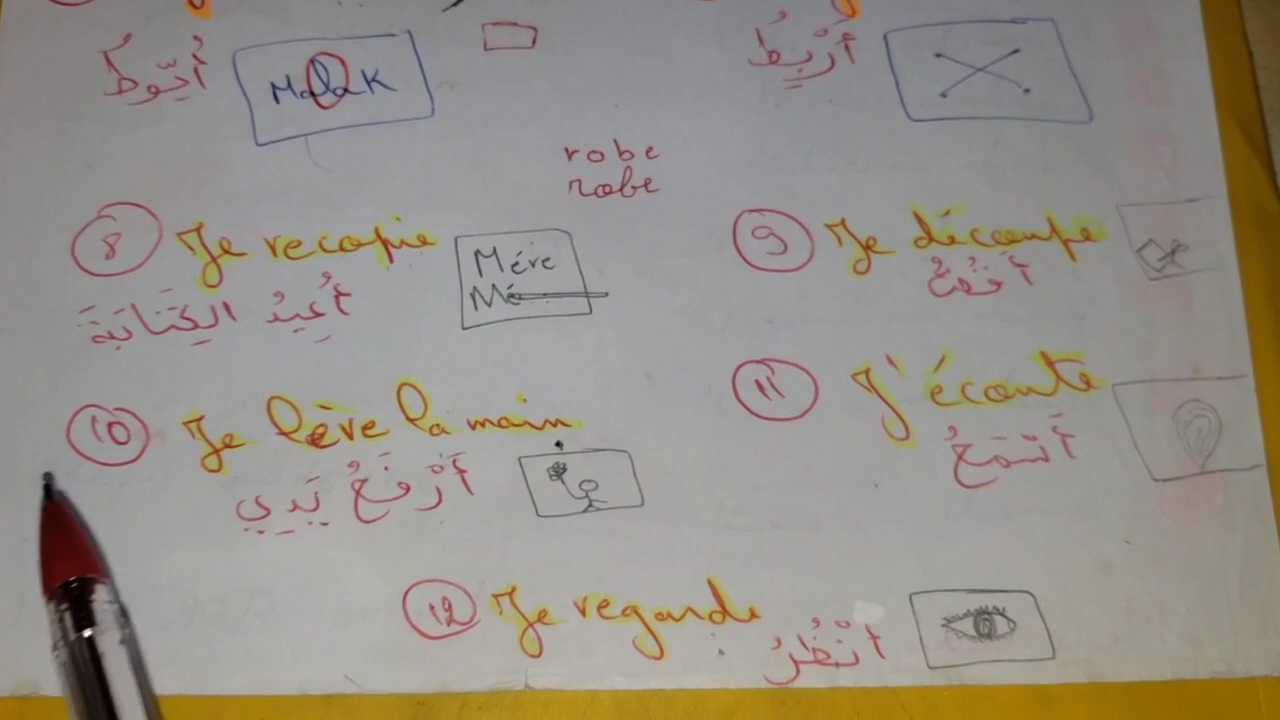 أُحَوِّطُ
Malak
أَرْبِطُ
robe
robe
8 Je recopie
أُعِيدُ الكِتَابَةَ
Mére
Mé
9 Je découpe
أَقُصُّ
10 Je lève la main
أَرْفَعُ يَدِي
11 J'écoute
أَسْتَمِعُ
12 Je regarde
أَنْظُرُ